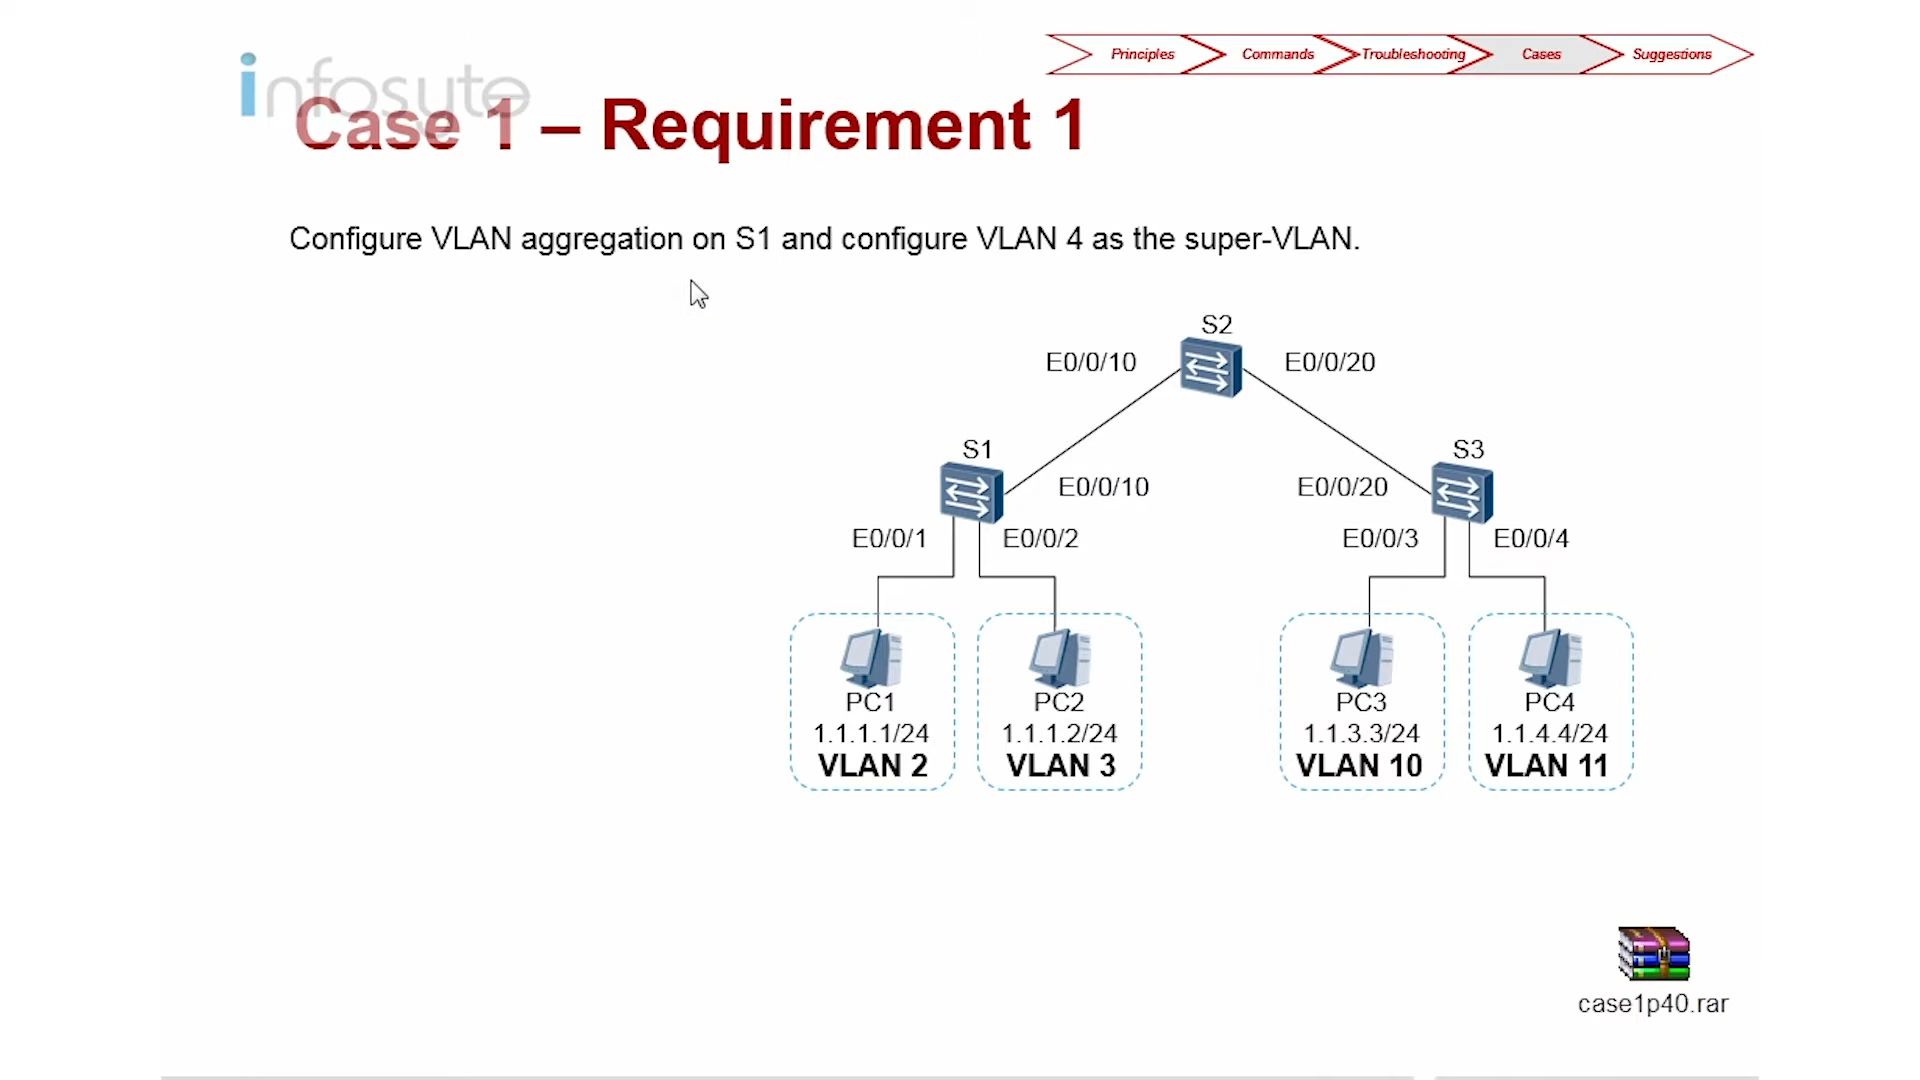 Principles
Commands
Troubleshooting
Cases
Suggestions
infosyte
Case 1 – Requirement 1
Configure VLAN aggregation on S1 and configure VLAN 4 as the super-VLAN.
S2
E0/0/10
E0/0/20
S1
S3
E0/0/10
E0/0/20
E0/0/1
E0/0/2
E0/0/3
E0/0/4
PC1
1.1.1.1/24
VLAN 2
PC2
1.1.1.2/24
VLAN 3
PC3
1.1.3.3/24
VLAN 10
PC4
1.1.4.4/24
VLAN 11
case1p40.rar